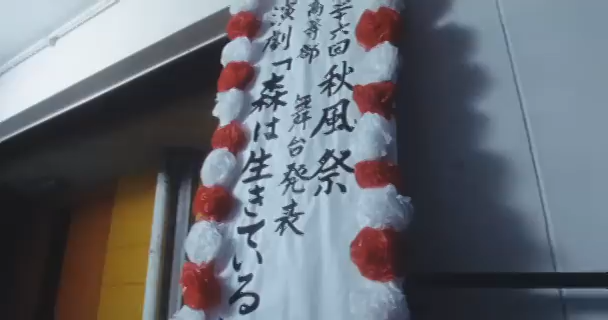 六回秋風祭
高等部 舞台発表
演劇「森は生きている